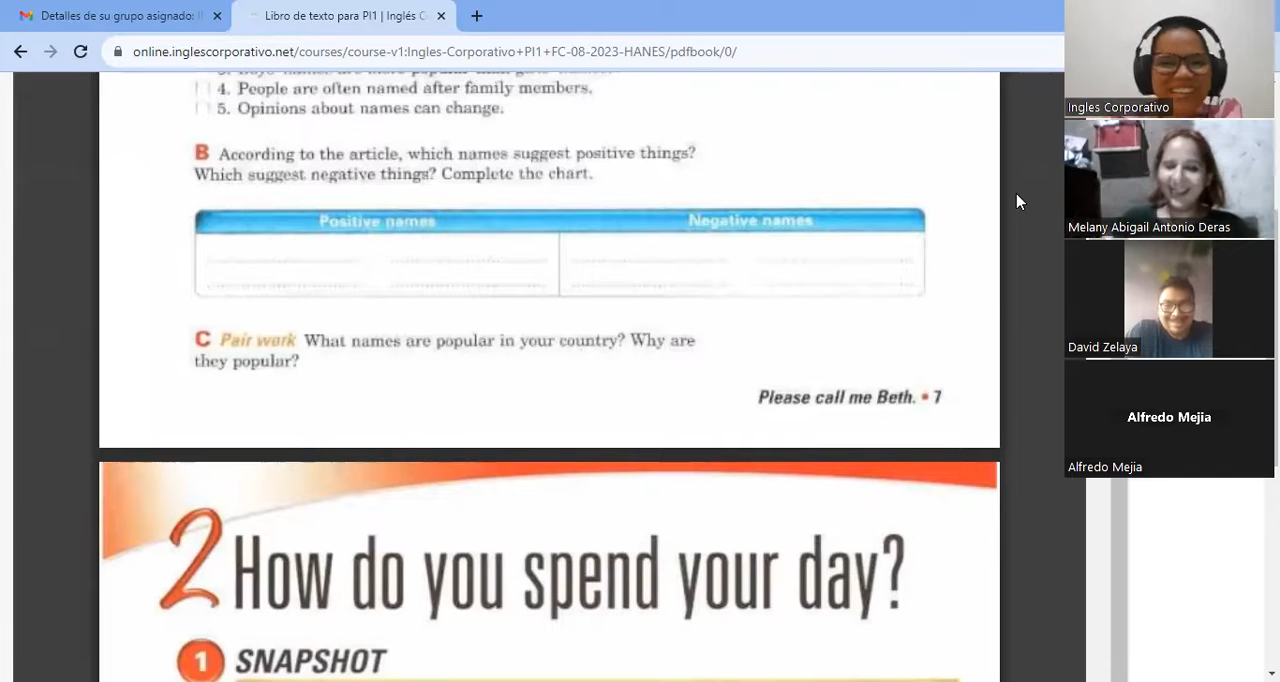 Detalles de su grupo asignado: I
Libro de texto para PI1 | Inglés C
online.inglescorporativo.net/courses/course-v1:Ingles-Corporativo+PI1+FC-08-2023-HANES/pdfbook/0/
4. People are often named after family members.
5. Opinions about names can change.
B According to the article, which names suggest positive things?
Which suggest negative things? Complete the chart.
Positive names Negative names
C Pair work What names are popular in your country? Why are
they popular?
Please call me Beth. • 7
2 How do you spend your day?
1 SNAPSHOT
Ingles Corporativo
Melany Abigail Antonio Deras
David Zelaya
Alfredo Mejia
Alfredo Mejia